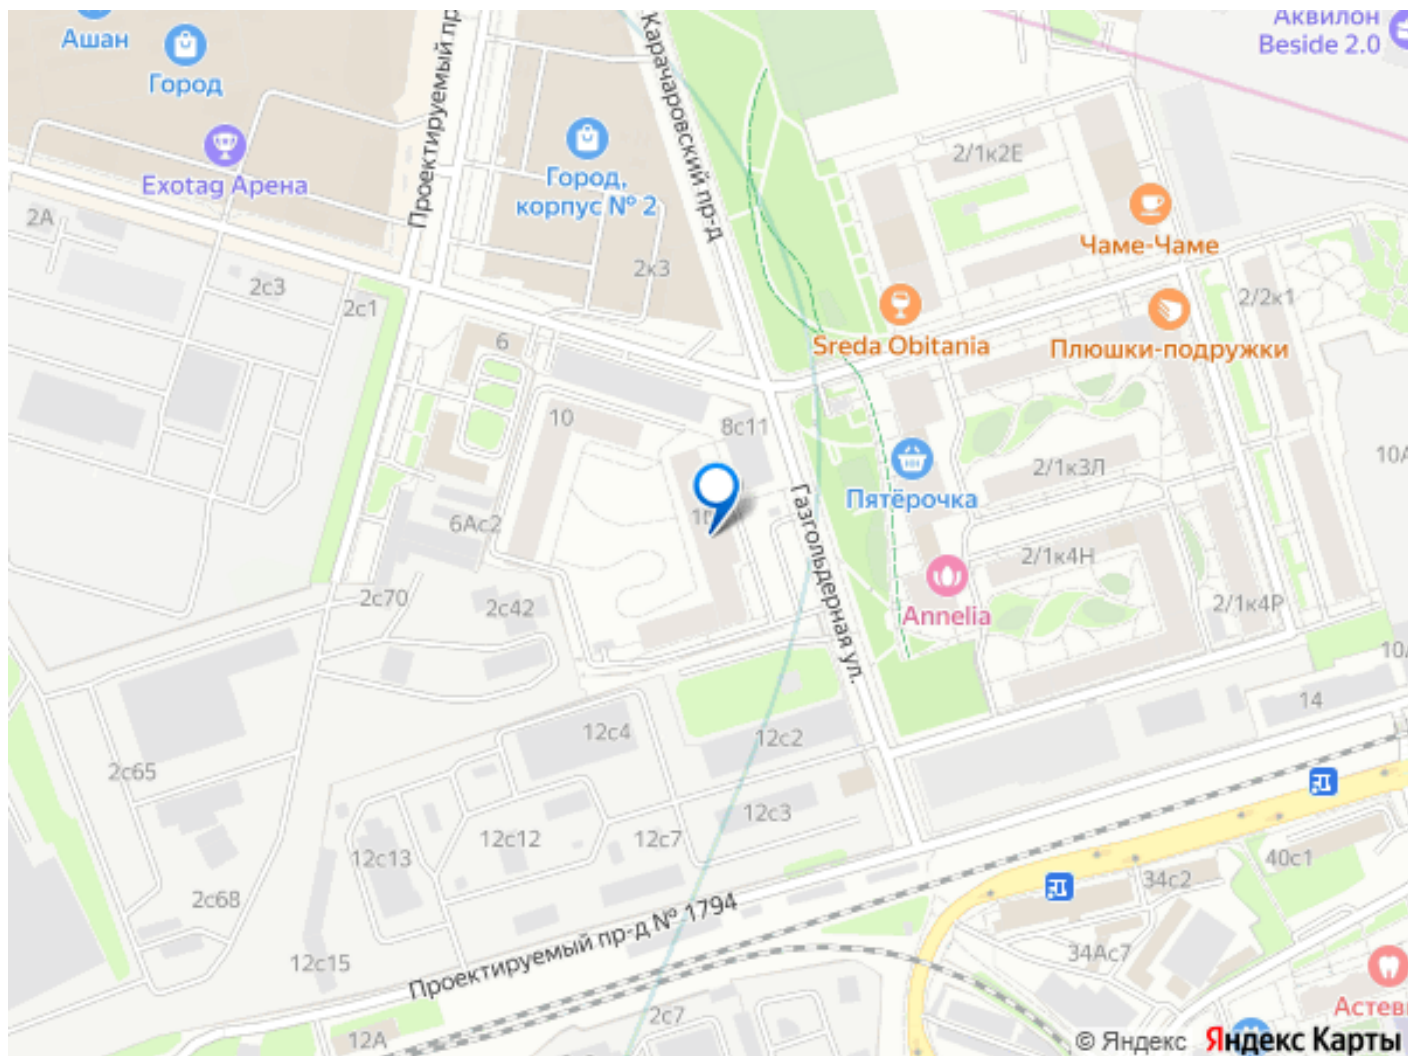 Ашан
Город
Exotag Арена
Проектируемый пр
Город,
корпус № 2
Карачаровский пр-д
Аквилон
Beside 2.0
2/1к2Е
Чаме-Чаме
2А
2с3
2с1
2к3
2/2к1
Sreda Obitania
Плюшки-подружки
6
10
8с11
2/1к3Л
10А
Пятёрочка
6Ас2
Газгольдерная ул.
2/1к4Н
2с70
2с42
Annelia
2/1к4Р
14
12с4
12с2
2с65
12с3
12с12
12с7
12с13
40с1
34с2
2с68
Проектируемый пр-д № 1794
34Ас7
12с15
Астев
2с7
12А
© Яндекс Яндекс Карты